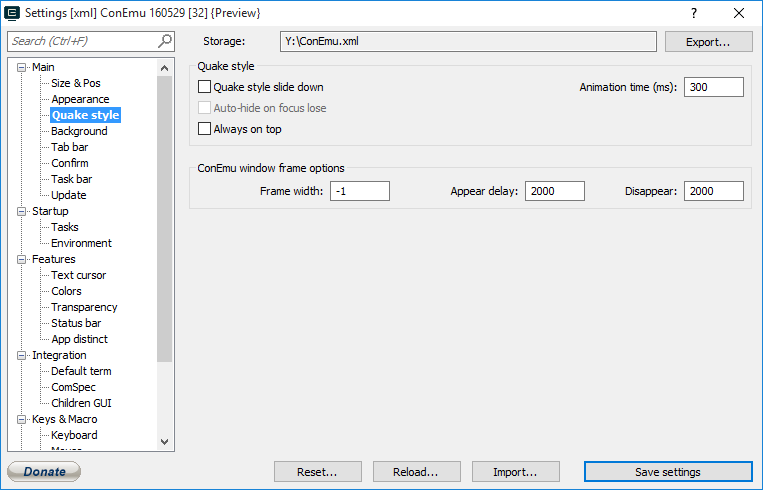 Settings [xml] ConEmu 160529 [32] {Preview}
Search (Ctrl+F)
Storage:
Y:\ConEmu.xml
Export...
Main
Size & Pos
Appearance
Quake style
Background
Tab bar
Confirm
Task bar
Update
Startup
Tasks
Environment
Features
Text cursor
Colors
Transparency
Status bar
App distinct
Integration
Default term
ComSpec
Children GUI
Keys & Macro
Keyboard
Quake style
Quake style slide down
Animation time (ms): 300
Auto-hide on focus lose
Always on top
ConEmu window frame options
Frame width: -1
Appear delay: 2000
Disappear: 2000
Donate
Reset...
Reload...
Import...
Save settings